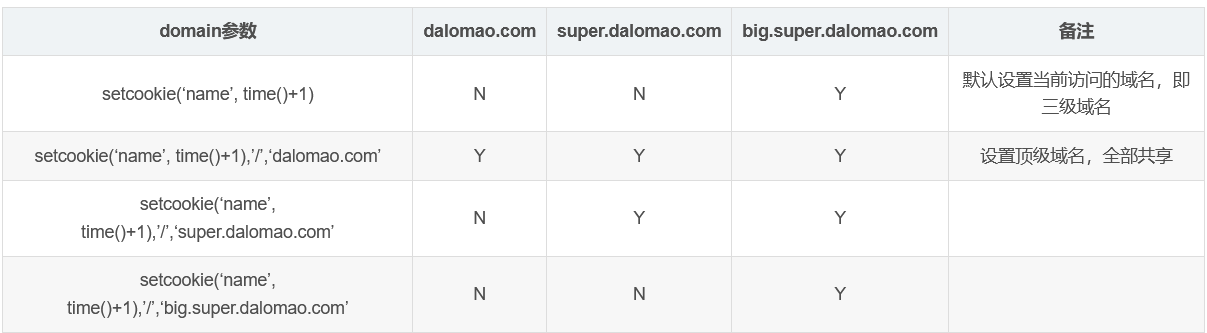 domain参数 dalomao.com super.dalomao.com big.super.dalomao.com 备注
setcookie(‘name’, time()+1) N N Y 默认设置当前访问的域名，即
三级域名
setcookie(‘name’, time()+1),’/’,‘dalomao.com’ Y Y Y 设置顶级域名，全部共享
setcookie(‘name’,
time()+1),’/’,‘super.dalomao.com’ N Y Y
setcookie(‘name’,
time()+1),’/’,‘big.super.dalomao.com’ N N Y